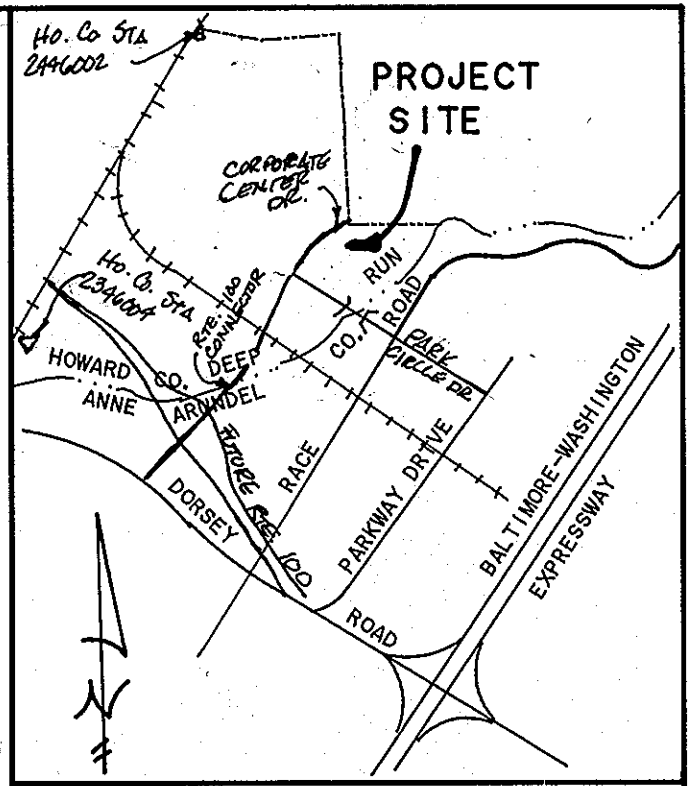 Ho. Co STA
2446002
PROJECT
SITE
CORPORATE
CENTER
DR.
Ho. Co. STA
2346004
RTE. 100
CONNECTOR
RUN
ROAD
CO.
PARK
CIRCLE DR
HOWARD CO. DEEP
ANNE ARUNDEL
FUTURE RTE. 100
RACE
PARKWAY DRIVE
BALTIMORE-WASHINGTON
EXPRESSWAY
DORSEY
ROAD
N